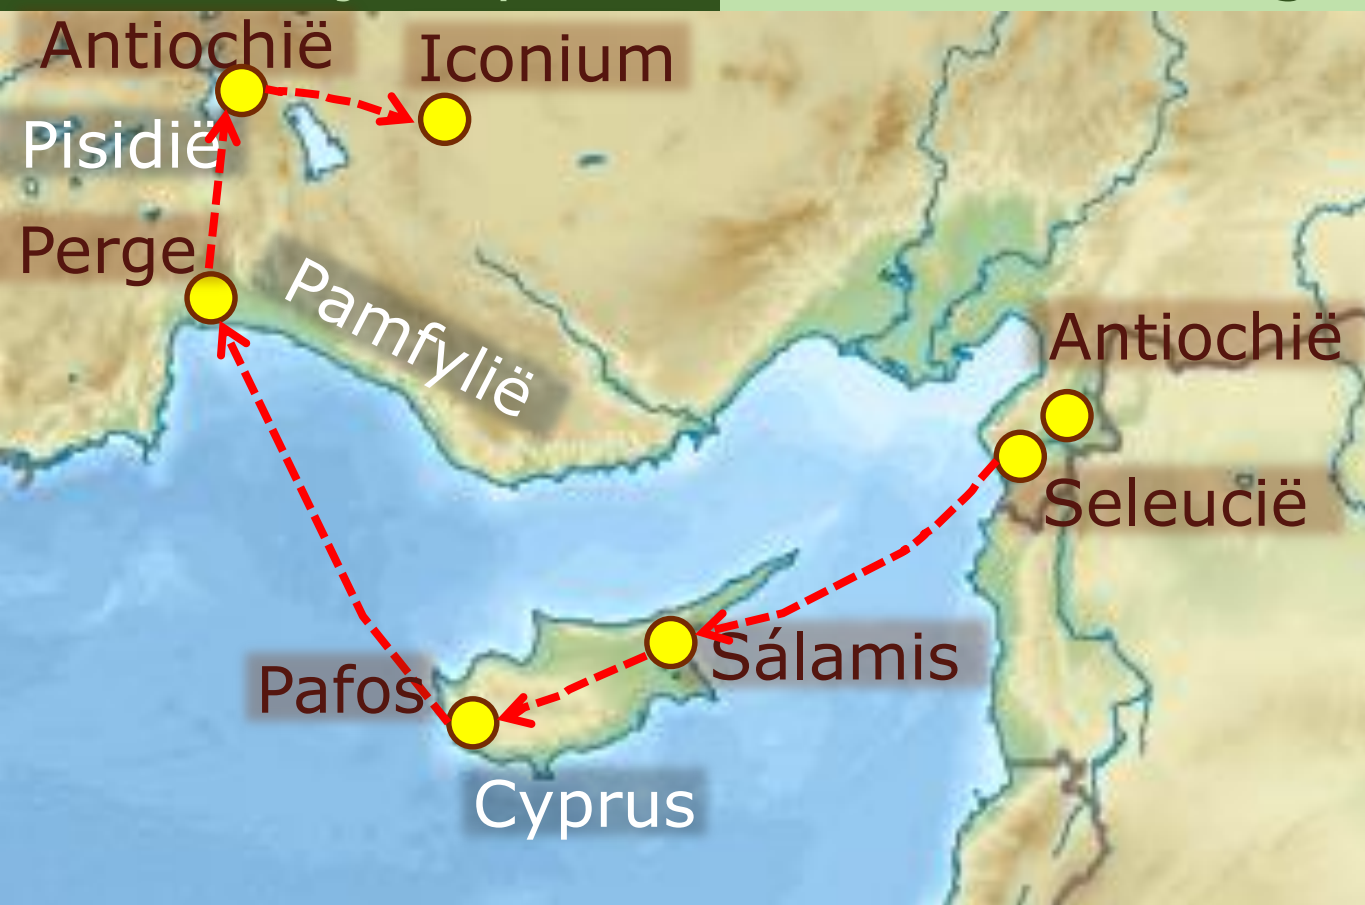 Antiochië
Iconium
Pisidië
Perge
Pamfylië
Antiochië
Seleucië
Sálamis
Pafos
Cyprus